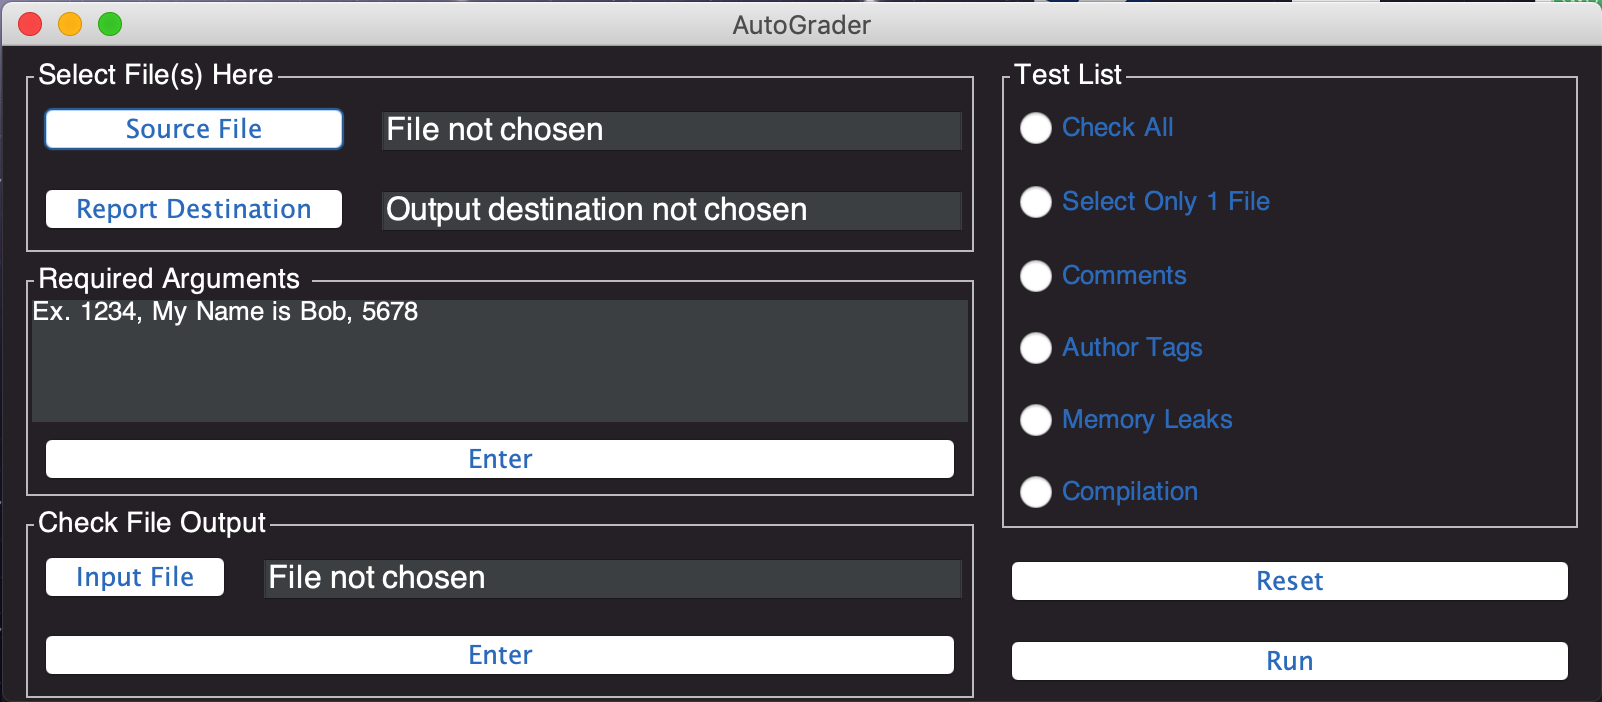 AutoGrader
Select File(s) Here
Source File
File not chosen
Report Destination
Output destination not chosen
Required Arguments
Ex. 1234, My Name is Bob, 5678
Enter
Check File Output
Input File
File not chosen
Enter
Test List
Check All
Select Only 1 File
Comments
Author Tags
Memory Leaks
Compilation
Reset
Run